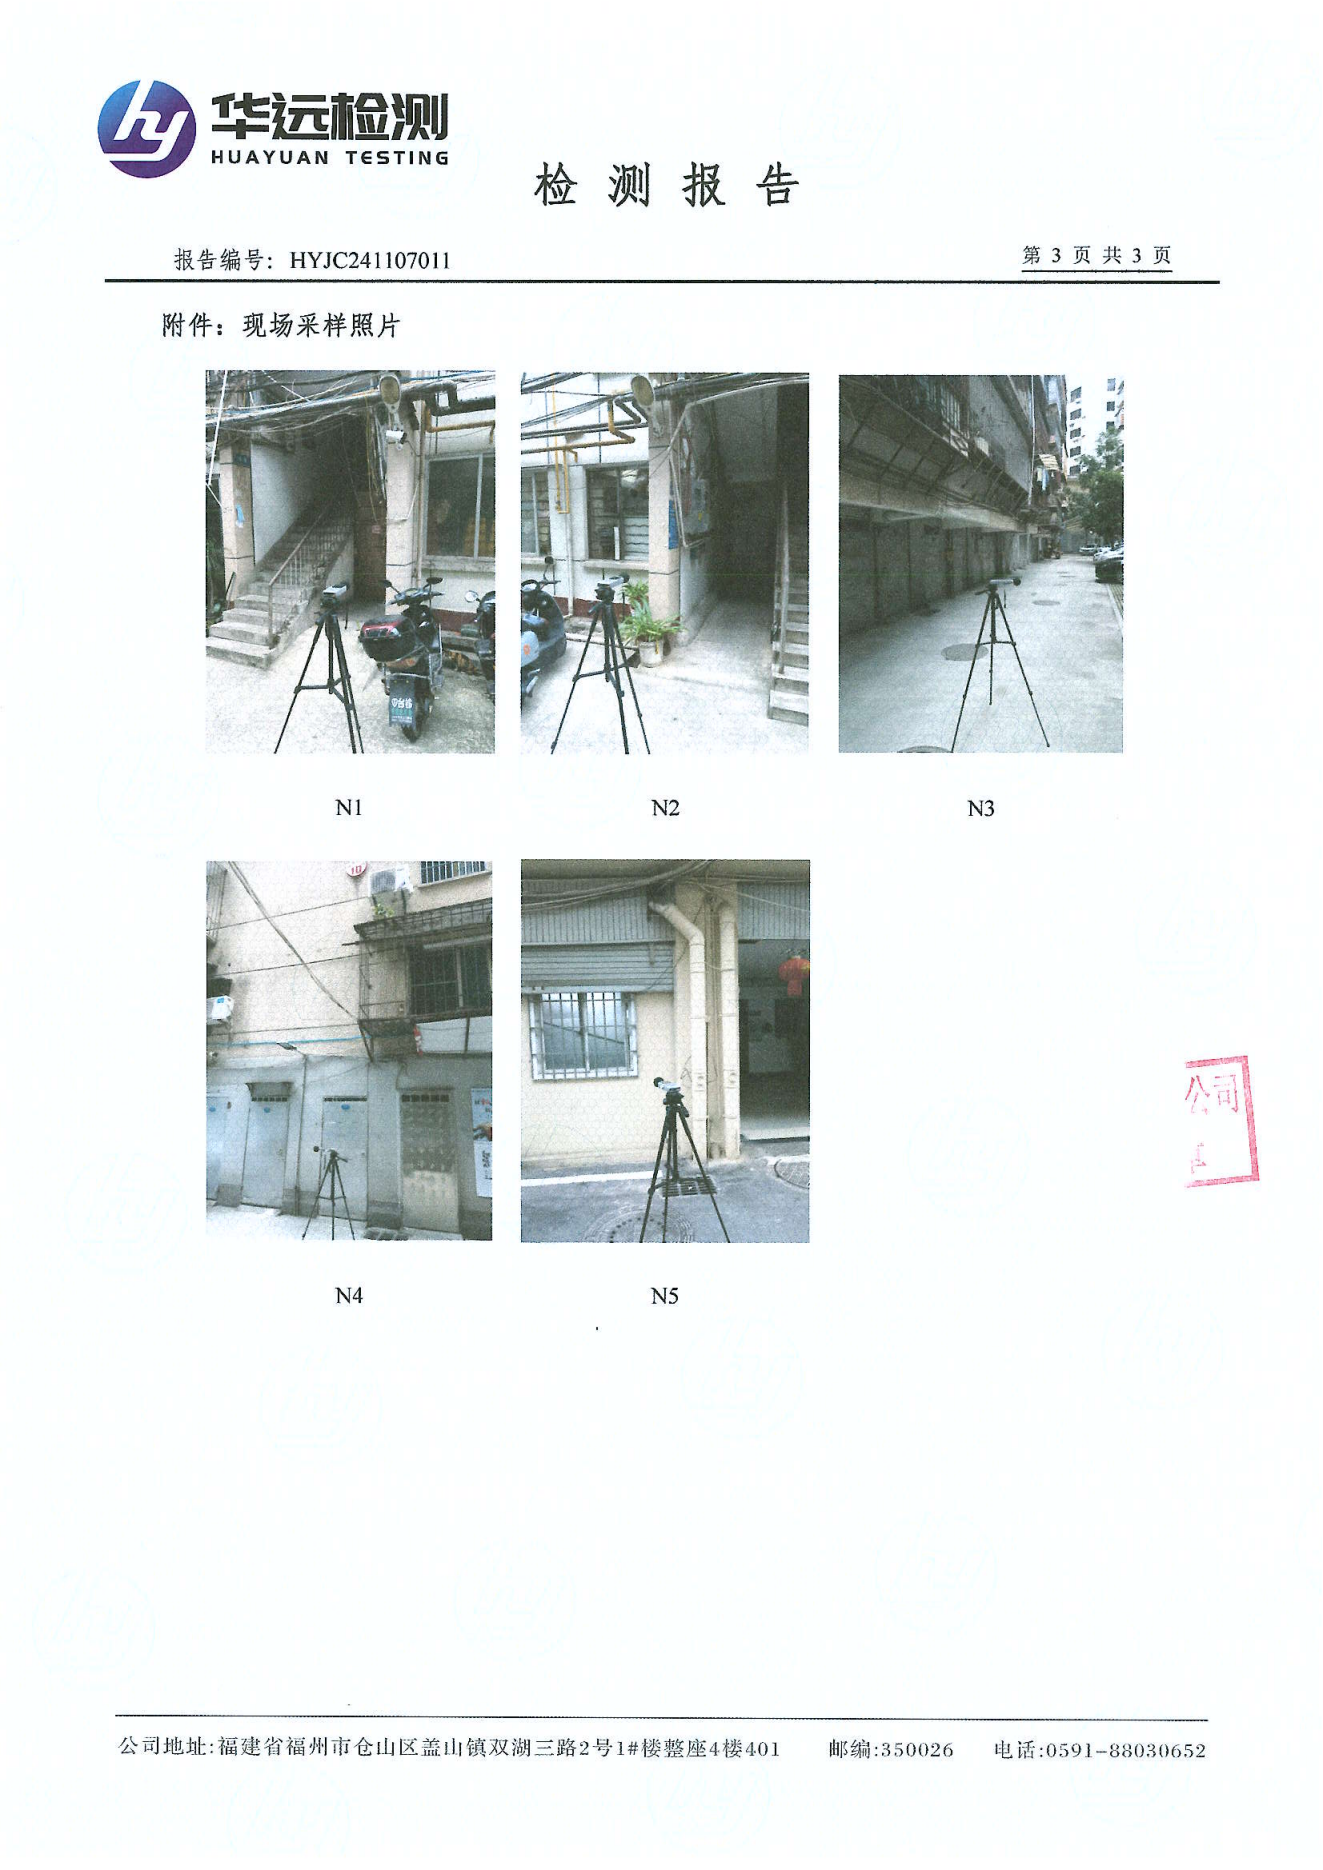 hy
华远检测
HUAYUAN TESTING
检测报告
报告编号：HYJC241107011
第 3 页 共 3 页
附件：现场采样照片
N1
N2
N3
10
N4
N5
公司
公司地址:福建省福州市仓山区盖山镇双湖三路2号1#楼整座4楼401 邮编:350026 电话:0591-88030652